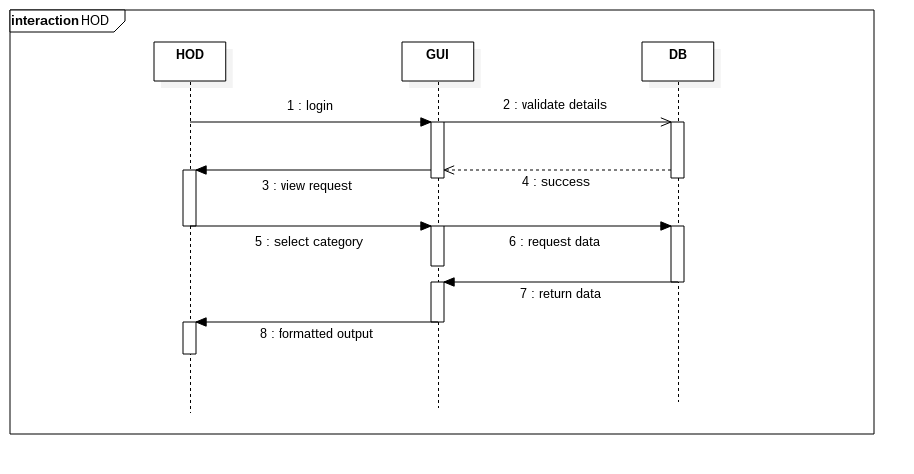 interaction HOD
HOD
GUI
DB
1 : login
2 : validate details
3 : view request
4 : success
5 : select category
6 : request data
7 : return data
8 : formatted output